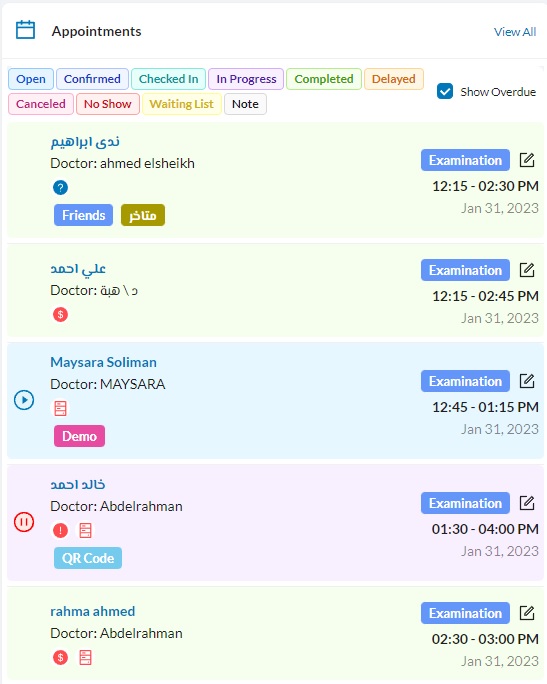 Appointments
View All
Open Confirmed Checked In In Progress Completed Delayed
Canceled No Show Waiting List Note
Show Overdue
ندى ابراهيم
Doctor: ahmed elsheikh
Friends متاخر
Examination
12:15 - 02:30 PM
Jan 31, 2023
علي احمد
Doctor: د \ هبة
Examination
12:15 - 02:45 PM
Jan 31, 2023
Maysara Soliman
Doctor: MAYSARA
Demo
Examination
12:45 - 01:15 PM
Jan 31, 2023
خالد احمد
Doctor: Abdelrahman
QR Code
Examination
01:30 - 04:00 PM
Jan 31, 2023
rahma ahmed
Doctor: Abdelrahman
Examination
02:30 - 03:00 PM
Jan 31, 2023